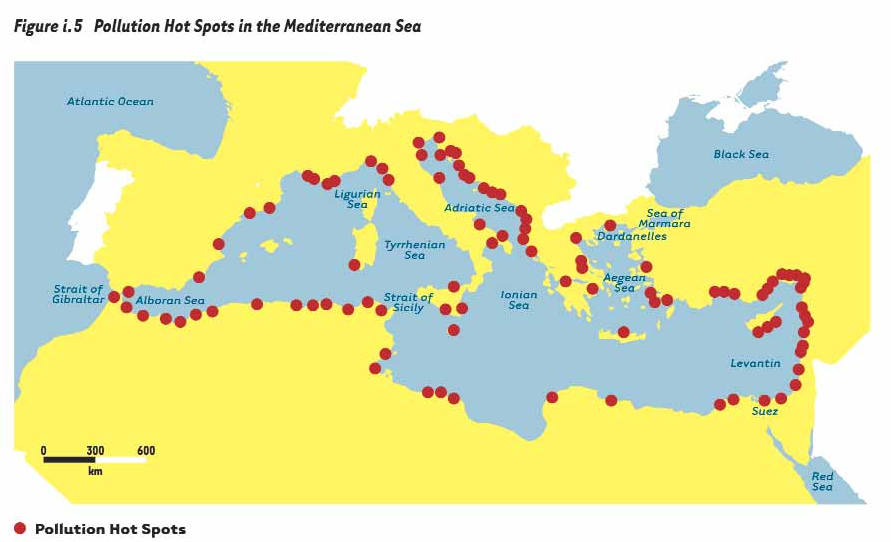 Figure i.5 Pollution Hot Spots in the Mediterranean Sea
Atlantic Ocean
Black Sea
Ligurian
Sea
Adriatic Sea
Sea of
Marmara
Dardanelles
Tyrrhenian
Sea
Aegean
Sea
Strait of
Gibraltar
Alboran Sea
Strait of
Sicily
Ionian
Sea
Levantin
Suez
0 300 600
km
Red
Sea
Pollution Hot Spots